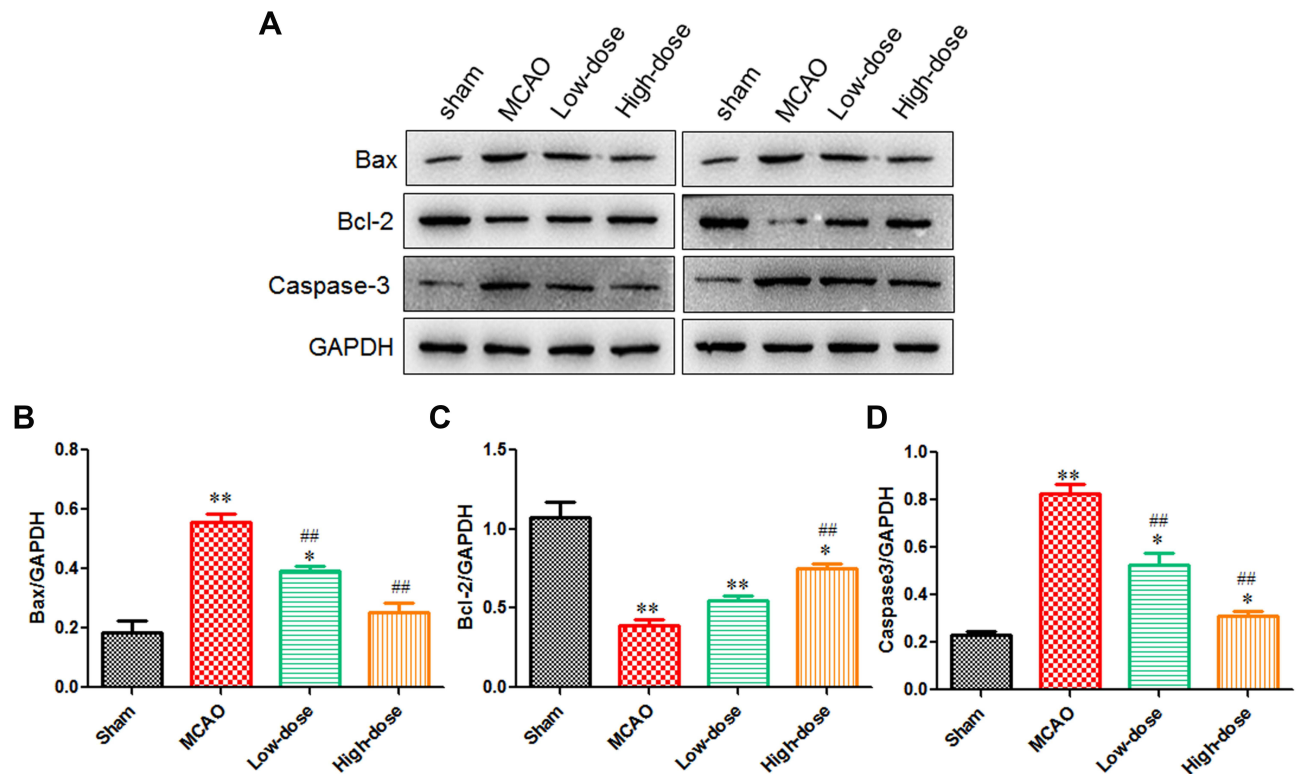 A
sham MCAO Low-dose High-dose sham MCAO Low-dose High-dose
Bax
Bcl-2
Caspase-3
GAPDH
B
Bax/GAPDH
0.8
0.6
0.4
0.2
0.0
**
##
*
##
Sham MCAO Low-dose High-dose
C
Bcl-2/GAPDH
1.5
1.0
0.5
0.0
**
**
##
*
Sham MCAO Low-dose High-dose
D
Caspase3/GAPDH
1.0
0.8
0.6
0.4
0.2
0.0
**
##
*
##
*
Sham MCAO Low-dose High-dose